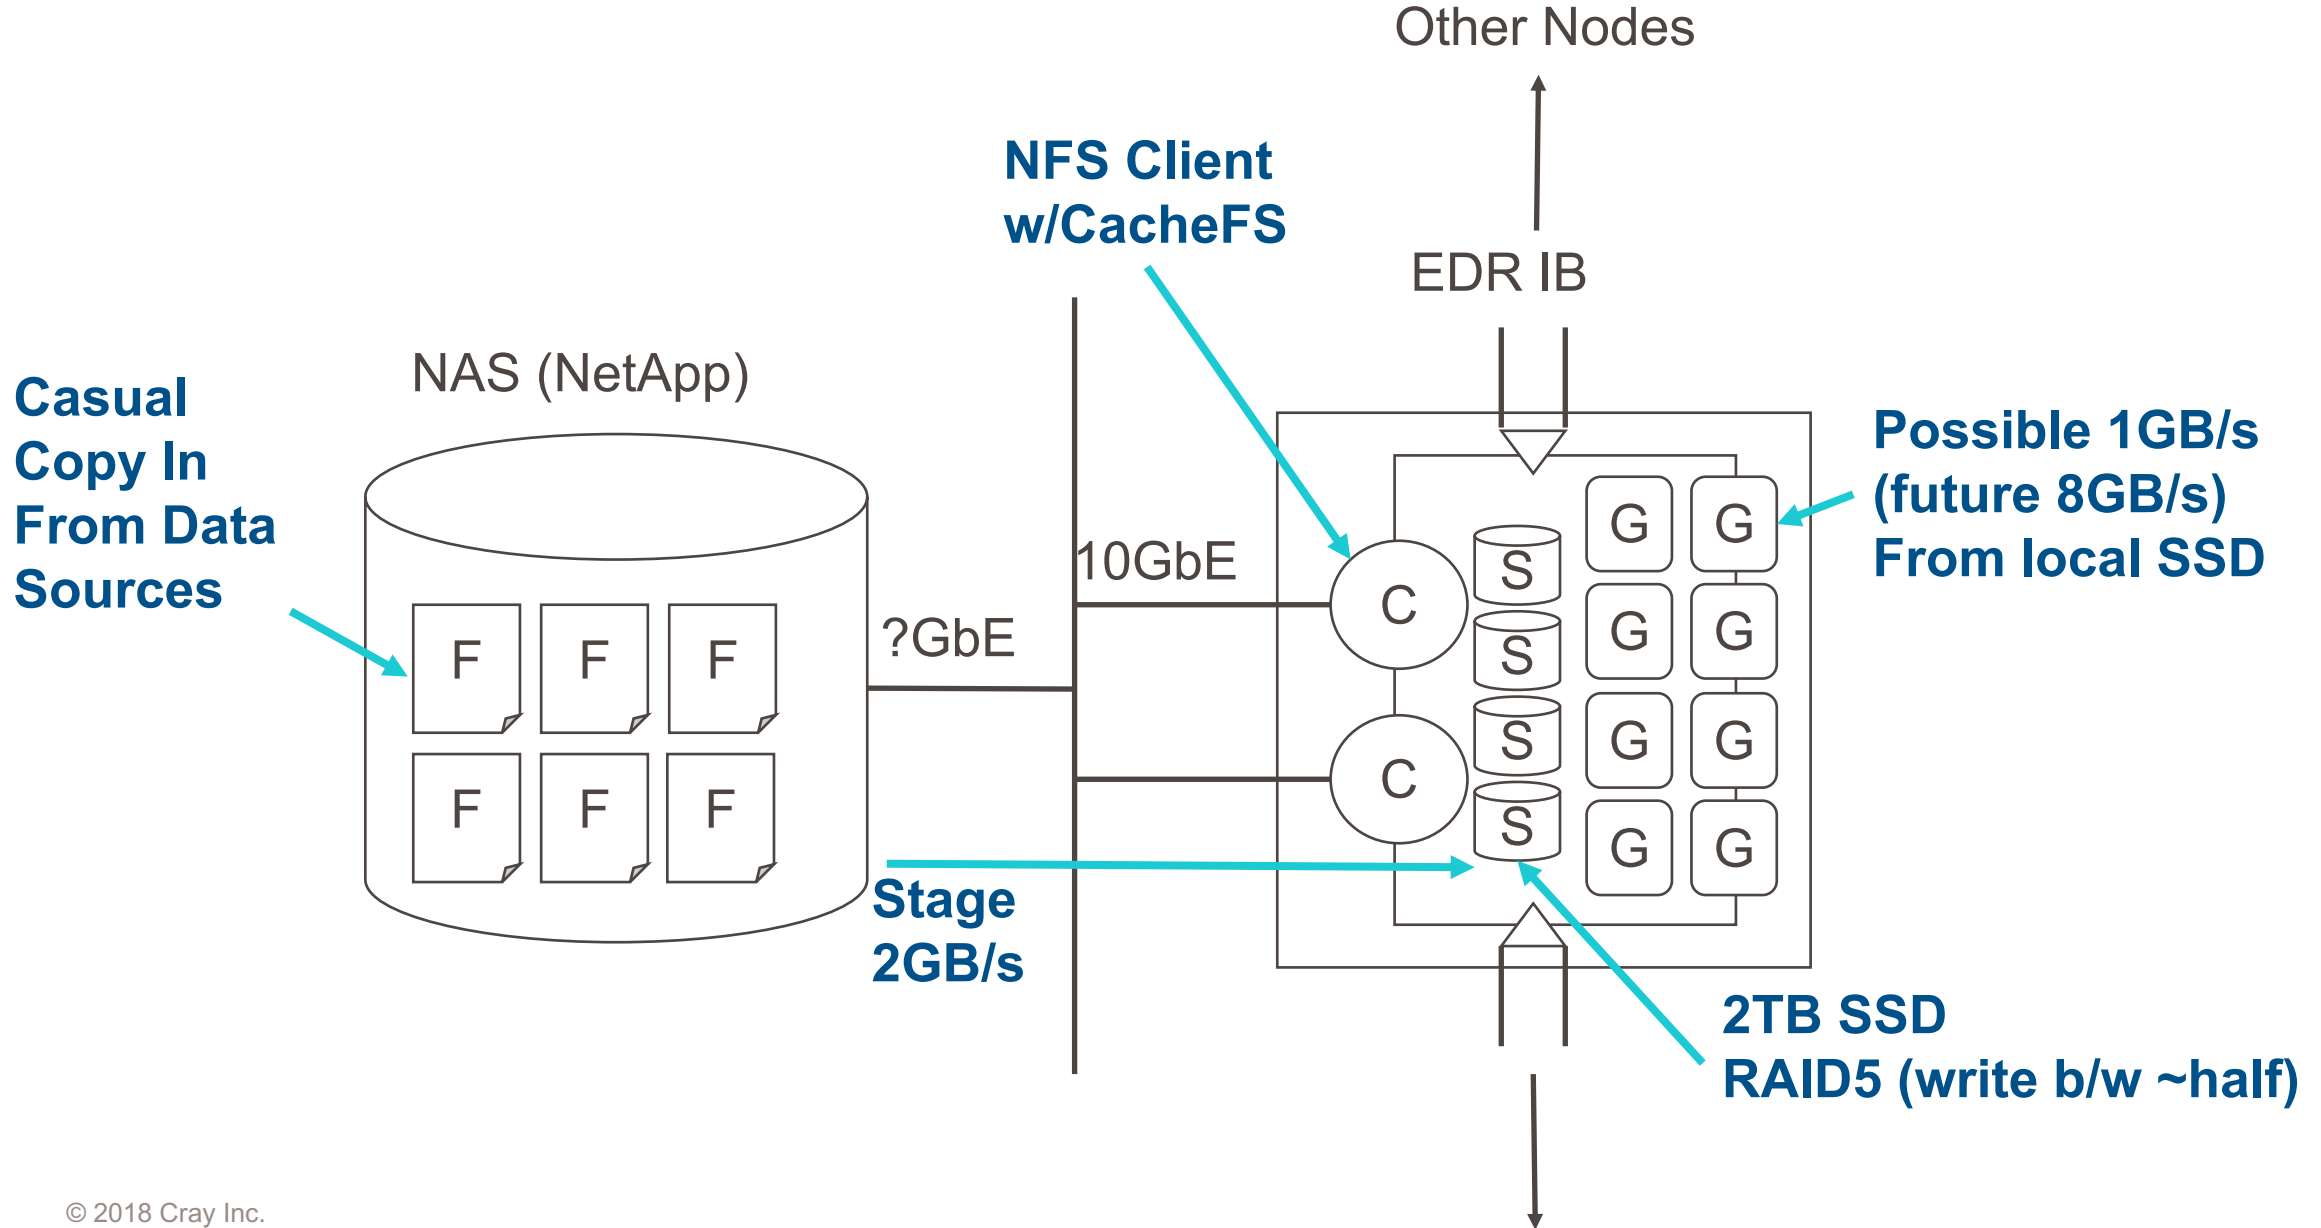 Other Nodes
NFS Client
w/CacheFS
EDR IB
NAS (NetApp)
Casual
Copy In
From Data
Sources
Possible 1GB/s
(future 8GB/s)
From local SSD
10GbE
?GbE
F F F
F F F
C
C
S
S
S
S
G G
G G
G G
G G
Stage
2GB/s
2TB SSD
RAID5 (write b/w ~half)
© 2018 Cray Inc.